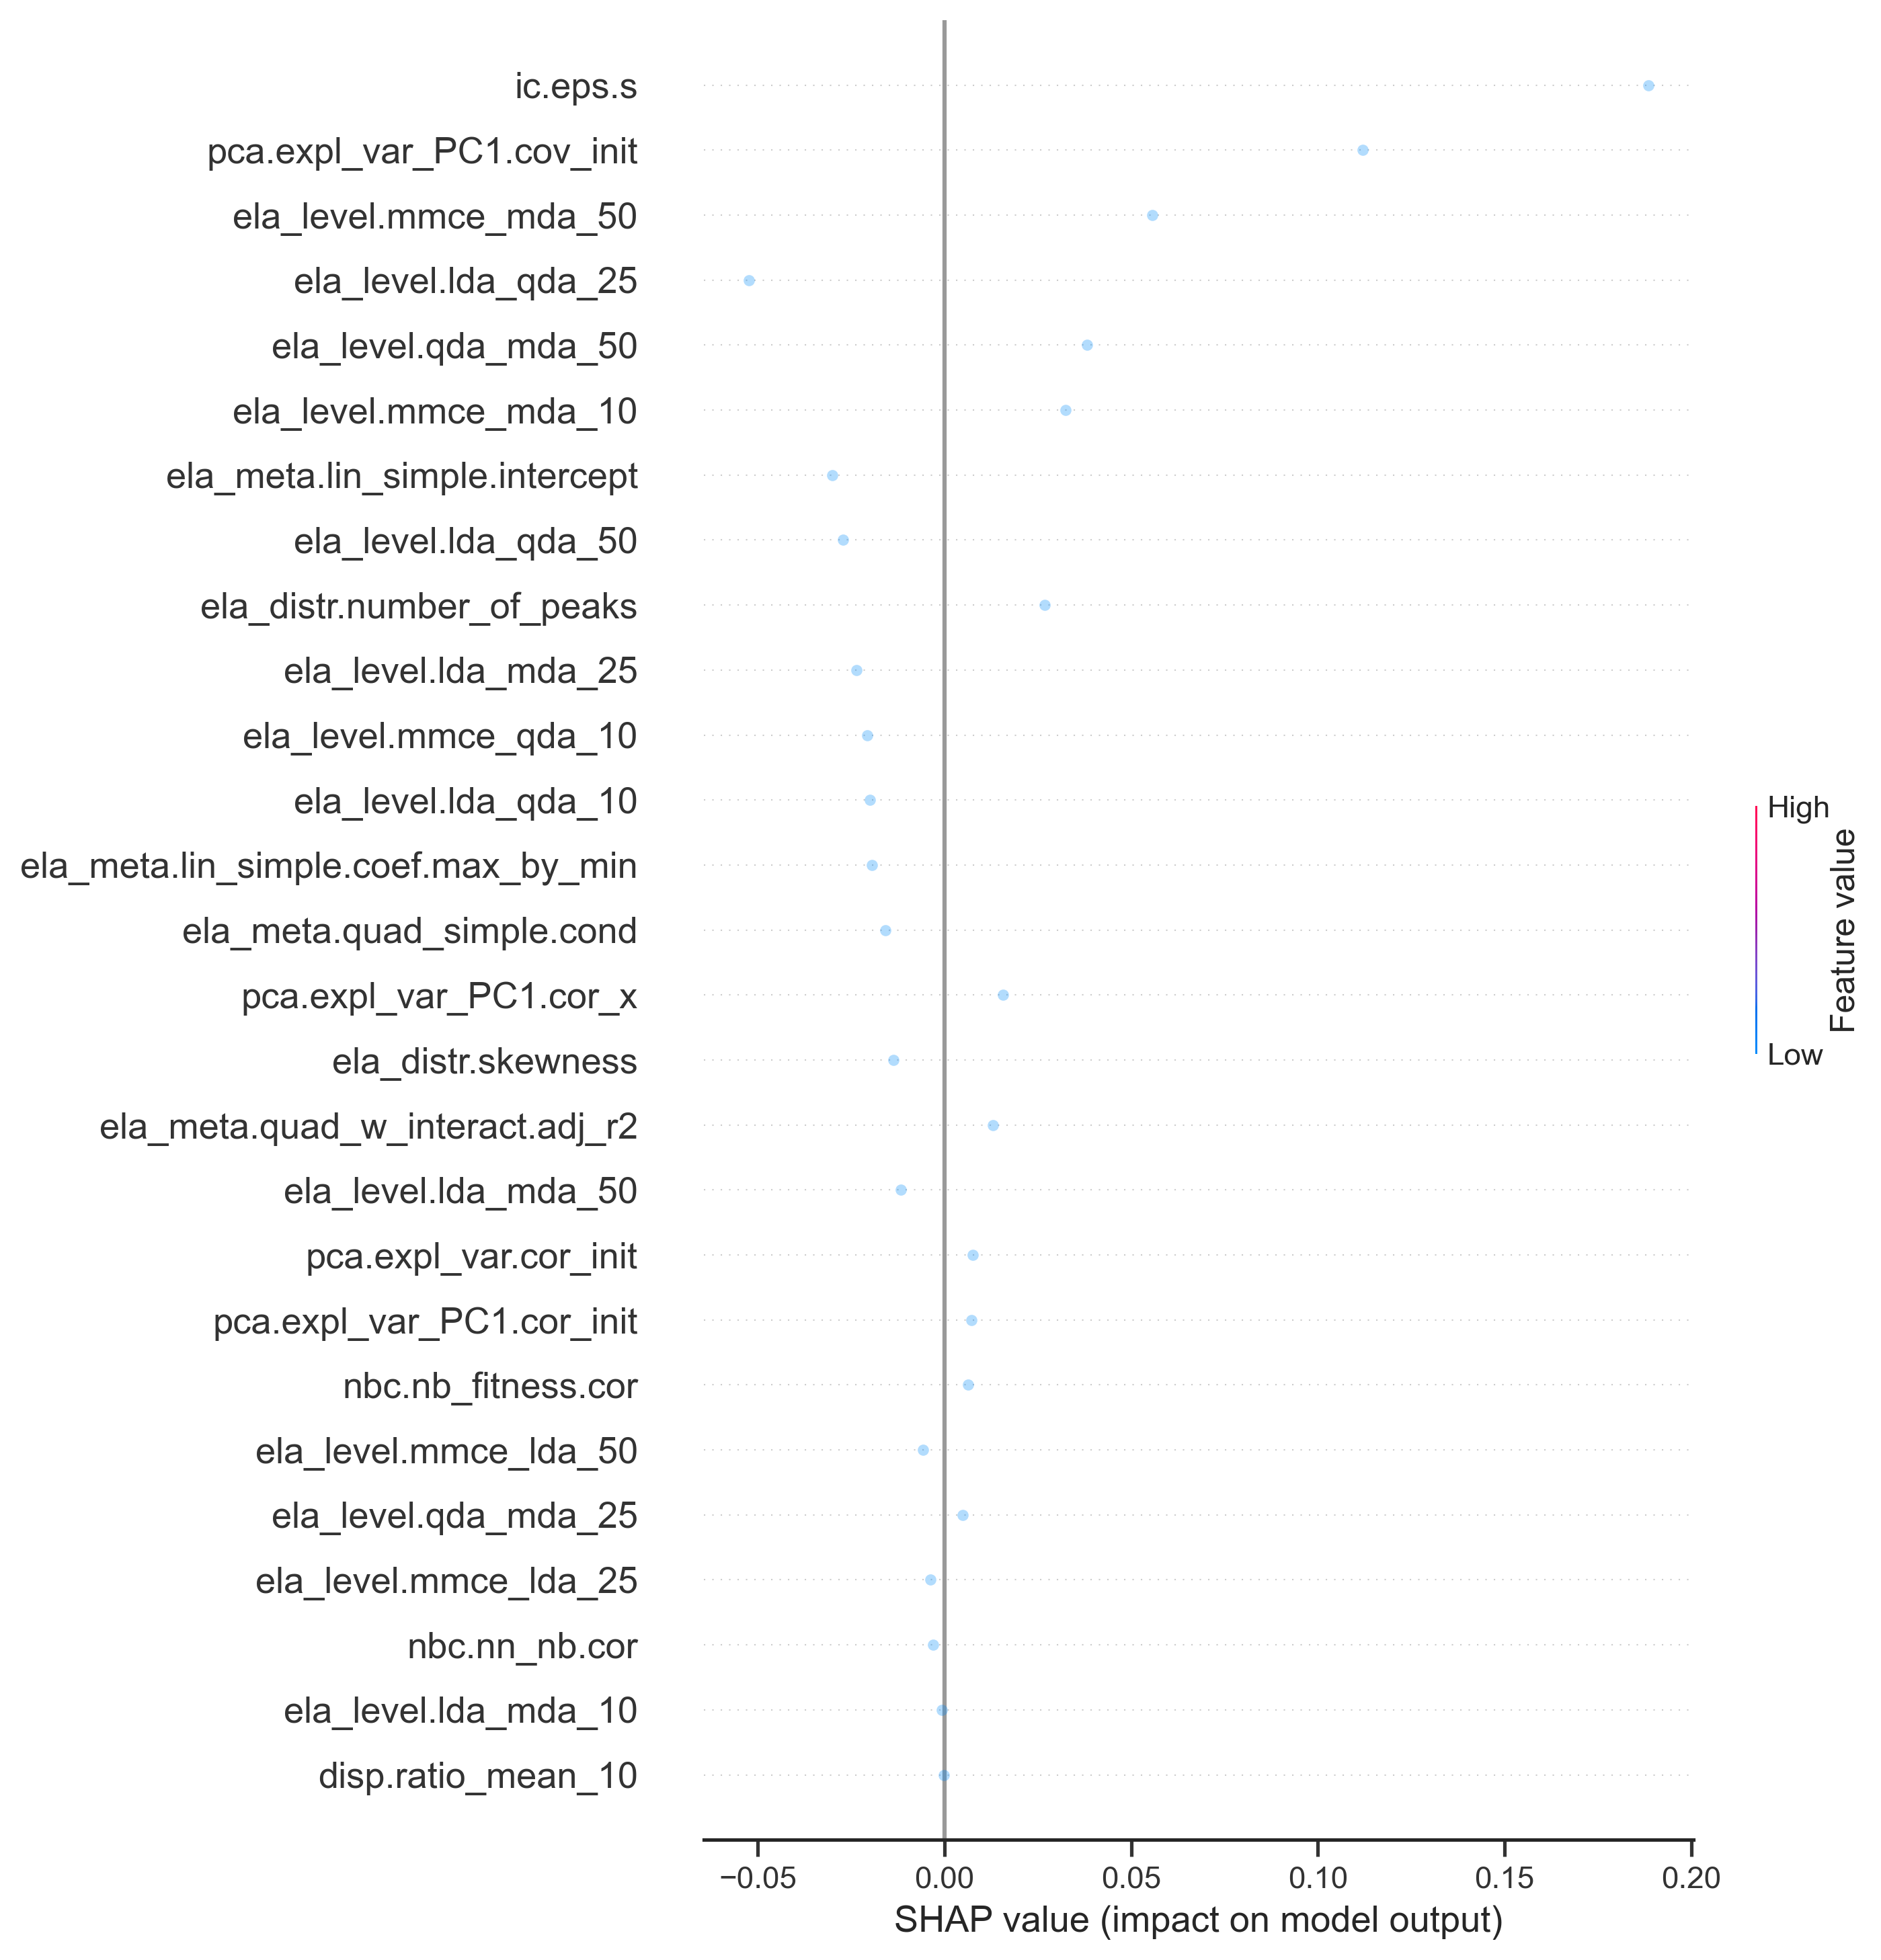 ic.eps.s
pca.expl_var_PC1.cov_init
ela_level.mmce_mda_50
ela_level.lda_qda_25
ela_level.qda_mda_50
ela_level.mmce_mda_10
ela_meta.lin_simple.intercept
ela_level.lda_qda_50
ela_distr.number_of_peaks
ela_level.lda_mda_25
ela_level.mmce_qda_10
ela_level.lda_qda_10
ela_meta.lin_simple.coef.max_by_min
ela_meta.quad_simple.cond
pca.expl_var_PC1.cor_x
ela_distr.skewness
ela_meta.quad_w_interact.adj_r2
ela_level.lda_mda_50
pca.expl_var.cor_init
pca.expl_var_PC1.cor_init
nbc.nb_fitness.cor
ela_level.mmce_lda_50
ela_level.qda_mda_25
ela_level.mmce_lda_25
nbc.nn_nb.cor
ela_level.lda_mda_10
disp.ratio_mean_10
−0.05 0.00 0.05 0.10 0.15 0.20
SHAP value (impact on model output)
High
Feature value
Low